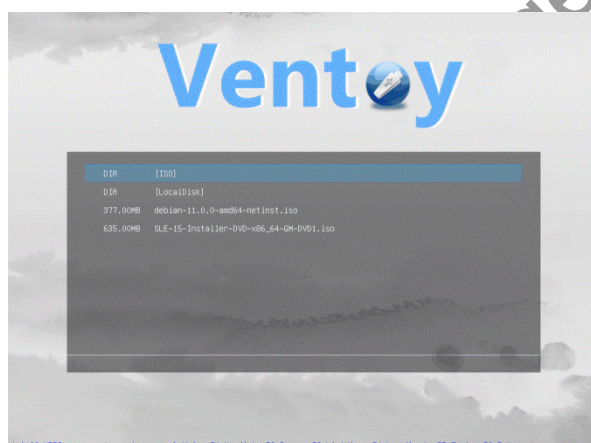 Ventoy
DIR [ISO]
DIR [LocalDisk]
377.00MB debian-11.0.0-amd64-netinst.iso
635.00MB SLE-15-Installer-DVD-x86_64-GM-DVD1.iso